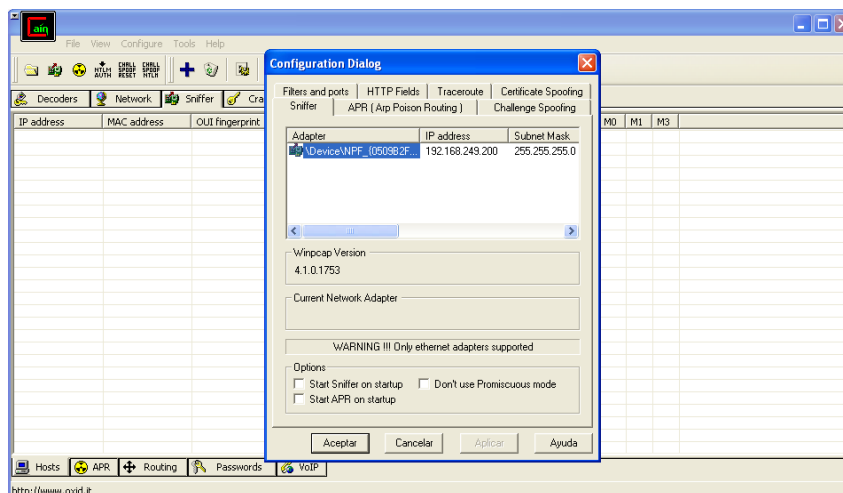 Cain
File View Configure Tools Help
NTLM AUTH CHALL SPOOF RESET CHALL SPOOF NTLM
Decoders Network Sniffer Cra
IP address MAC address OUI fingerprint M0 M1 M3
Configuration Dialog
Filters and ports HTTP Fields Traceroute Certificate Spoofing
Sniffer APR ( Arp Poison Routing ) Challenge Spoofing
Adapter IP address Subnet Mask
\Device\NPF_{0509B2F... 192.168.249.200 255.255.255.0
Winpcap Version
4.1.0.1753
Current Network Adapter
WARNING !!! Only ethernet adapters supported
Options
Start Sniffer on startup Don't use Promiscuous mode
Start APR on startup
Aceptar Cancelar Aplicar Ayuda
Hosts APR Routing Passwords VoIP
http://www.oxid.it